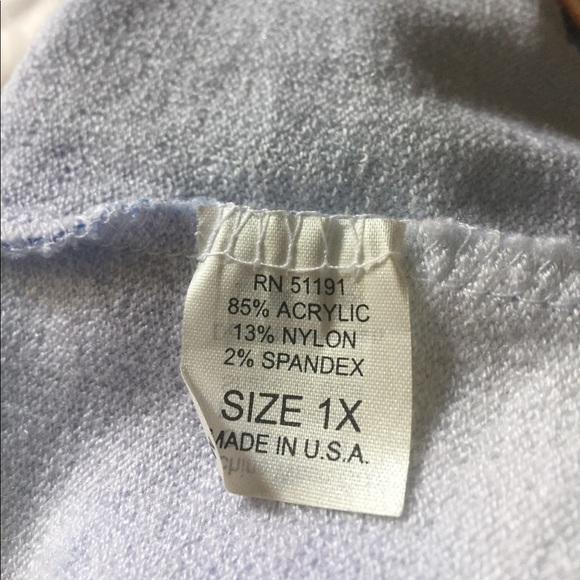 RN 51191
85% ACRYLIC
13% NYLON
2% SPANDEX
SIZE 1X
MADE IN U.S.A.